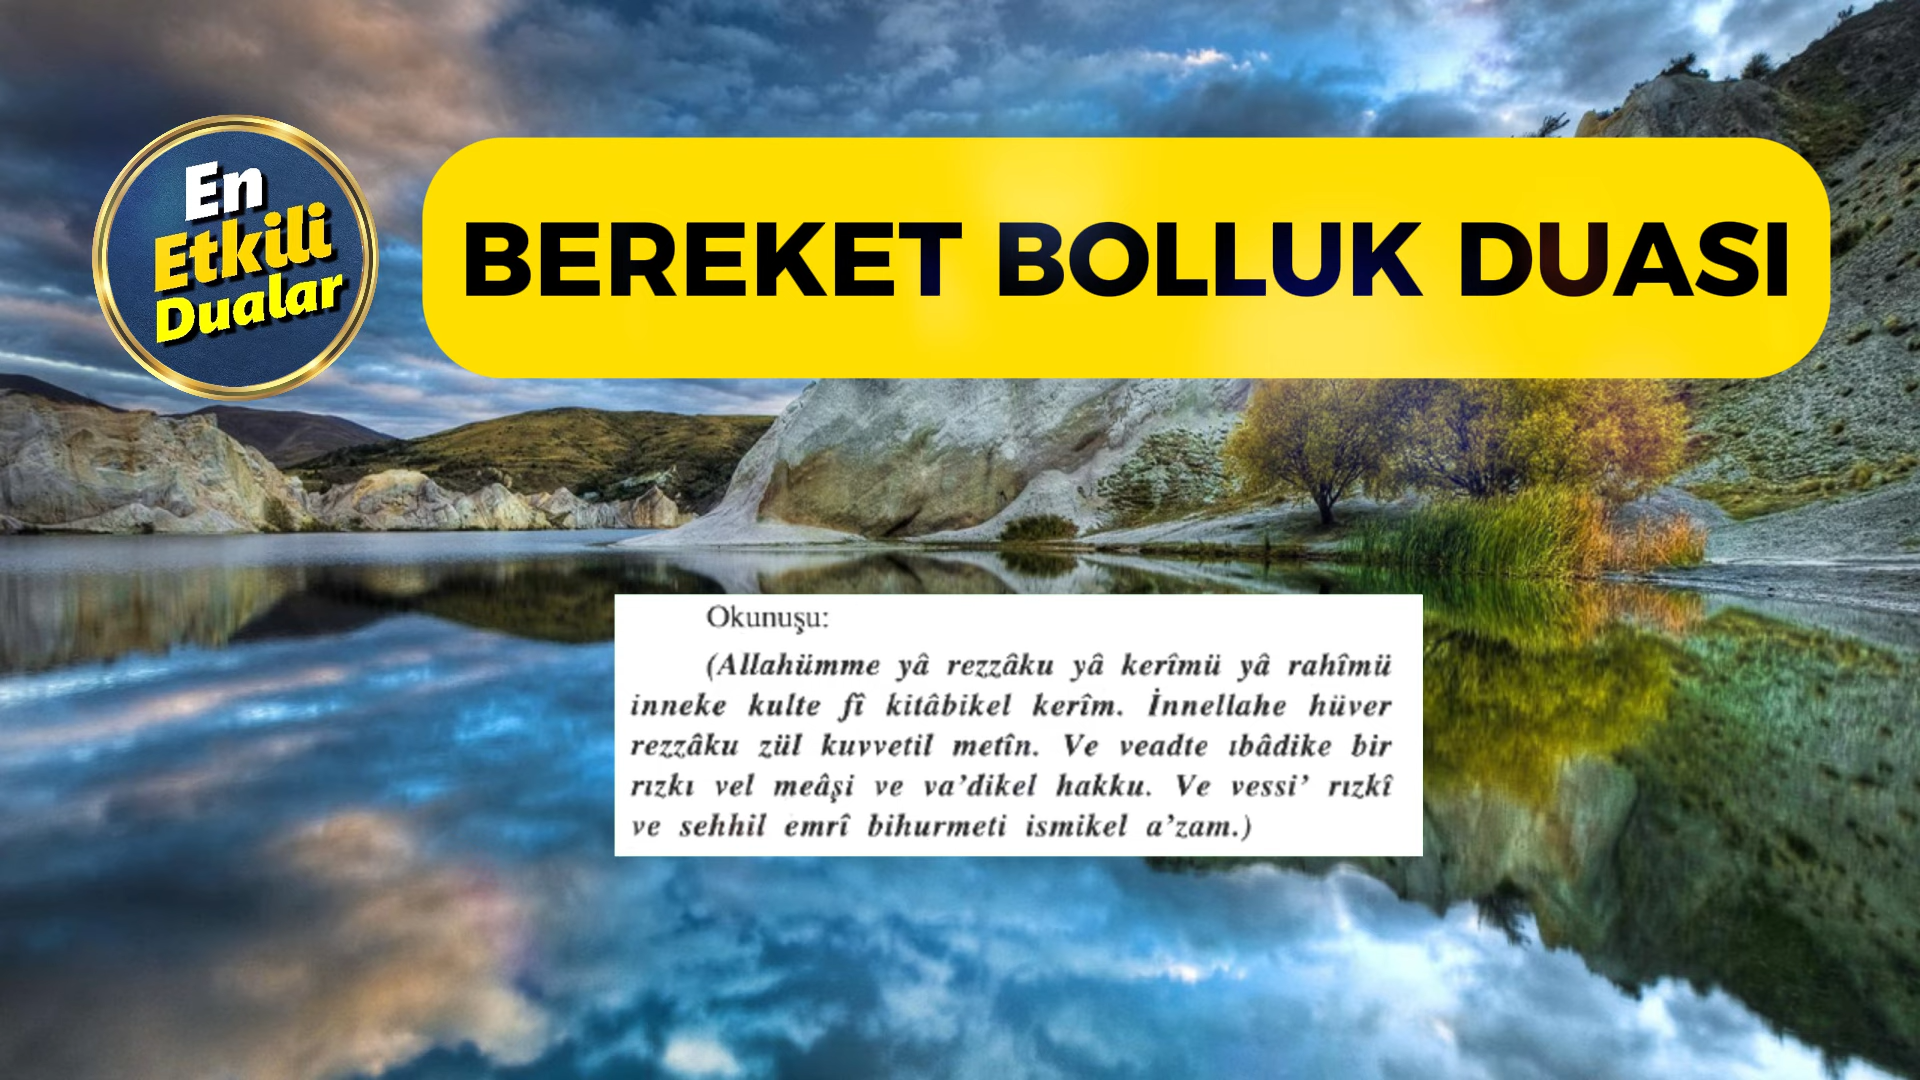 En
Etkili
Dualar
BEREKET BOLLUK DUASI
Okunuşu:
(Allahümme yâ rezzâku yâ kerîmü yâ rahîmü
inneke kulte fî kitâbikel kerîm. İnnellahe hüver
rezzâku zül kuvvetil metîn. Ve veadte ıbâdike bir
rızkı vel meâşi ve va’dikel hakku. Ve vessi’ rızkî
ve sehhil emrî bihurmeti ismikel a’zam.)